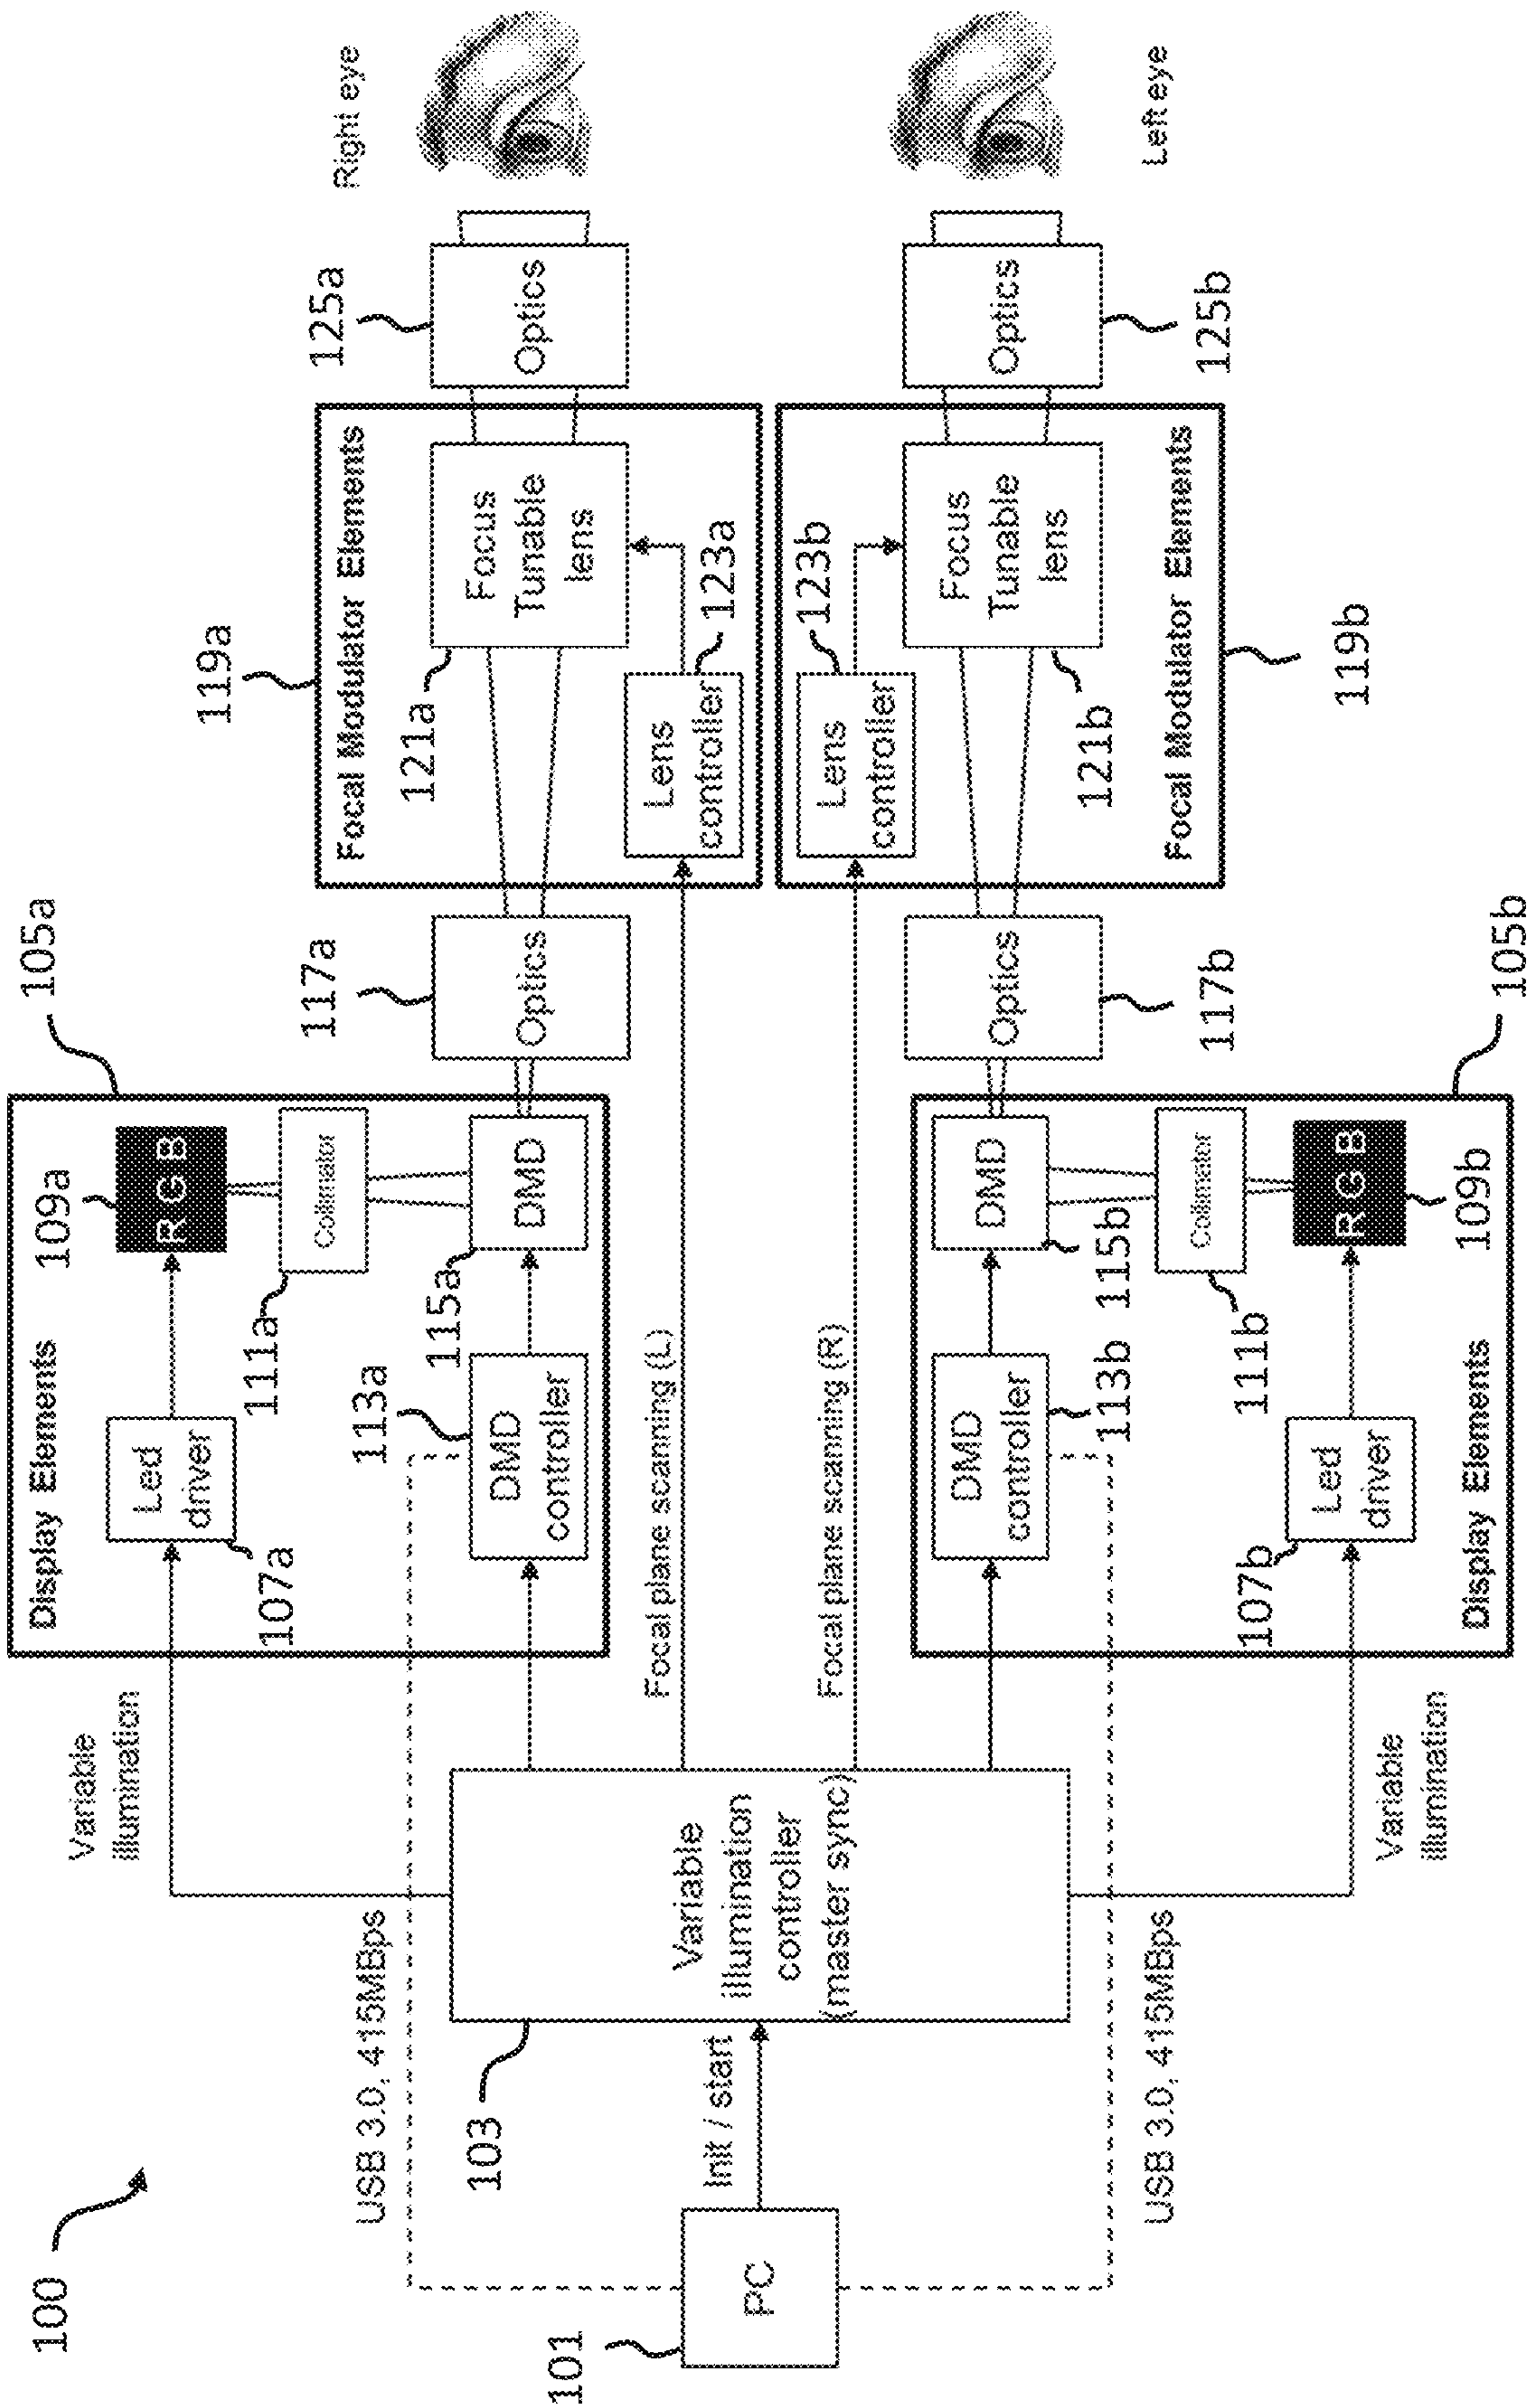 100
101
PC
Init / start
103
Variable
illumination
controller
(master sync)
USB 3.0, 415MBps
USB 3.0, 415MBps
Variable
illumination
Variable
illumination
105a
Display Elements
107a
Led
driver
109a
R G B
111a
Collimator
113a
DMD
controller
115a
DMD
117a
Optics
Focal plane scanning (L)
119a
Focal Modulator Elements
121a
Focus
Tunable
lens
Lens
controller
123a
125a
Optics
Right eye
Focal plane scanning (R)
DMD
controller
113b
DMD
115b
Collimator
111b
R G B
109b
Led
driver
107b
Display Elements
105b
Optics
117b
Lens
controller
123b
Focus
Tunable
lens
121b
Focal Modulator Elements
119b
Optics
125b
Left eye